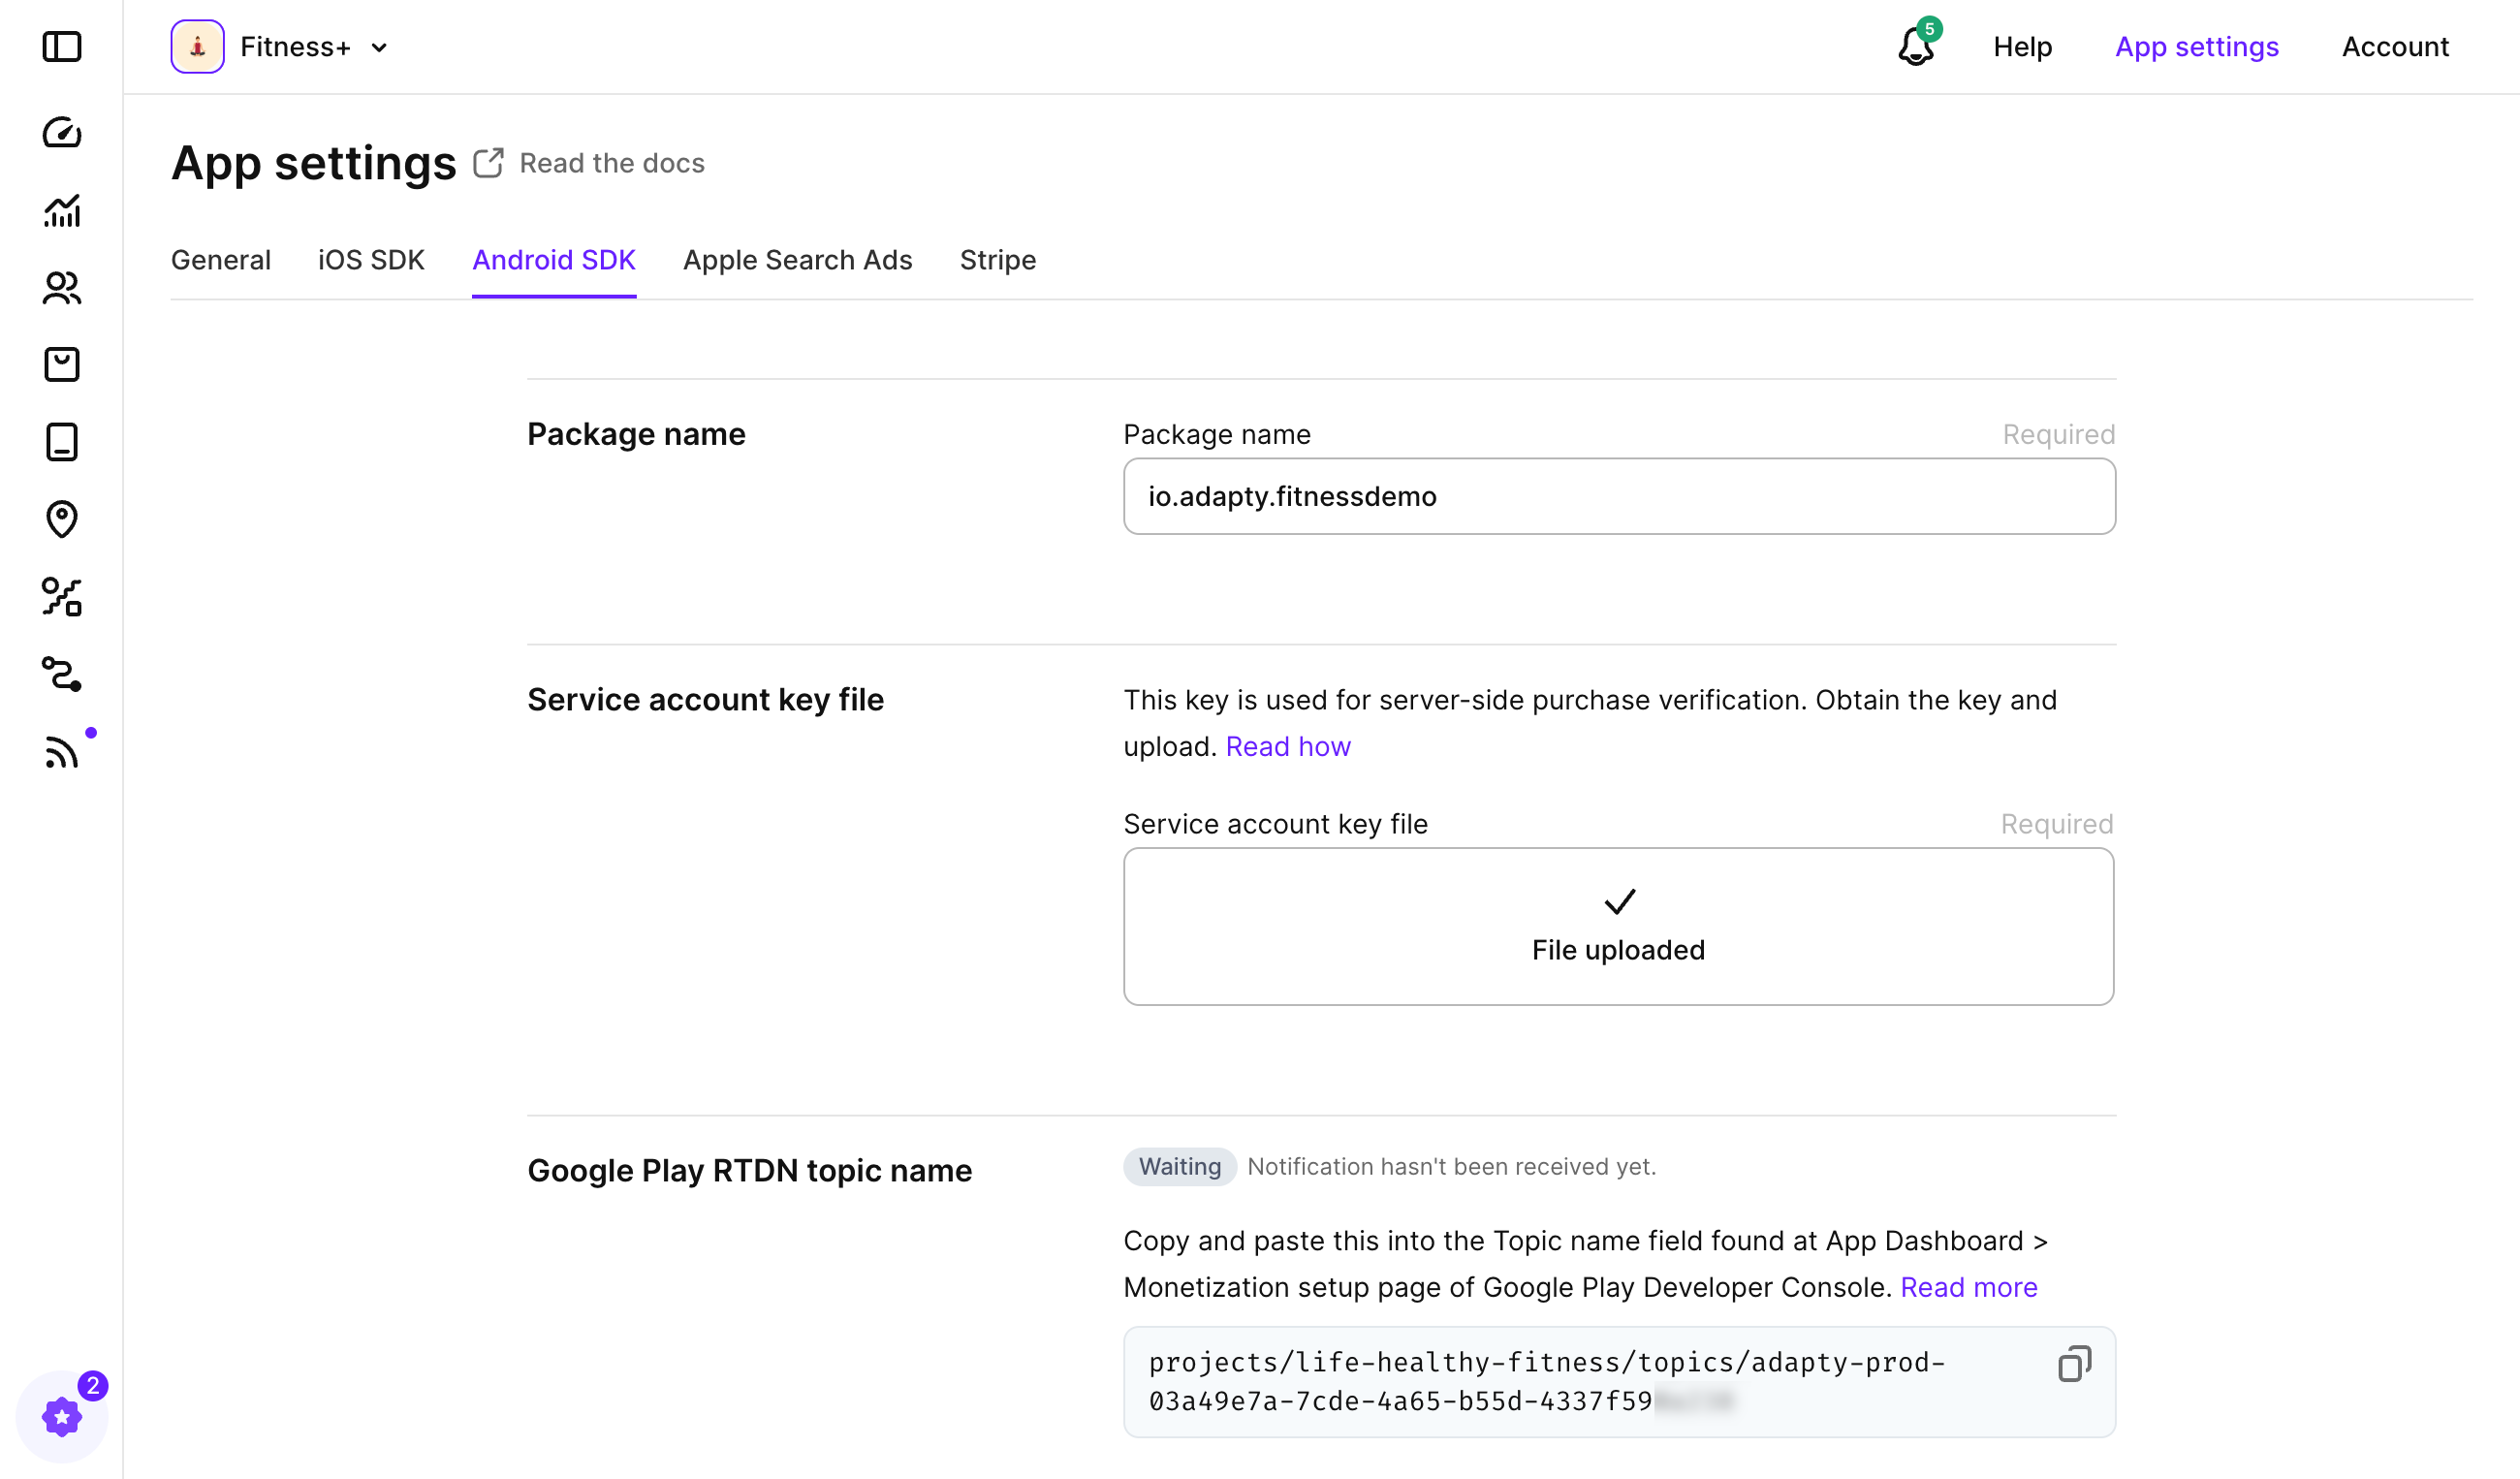 Fitness+
5
Help
App settings
Account
App settings
Read the docs
General
iOS SDK
Android SDK
Apple Search Ads
Stripe
Package name
Package name
Required
io.adapty.fitnessdemo
Service account key file
This key is used for server-side purchase verification. Obtain the key and
upload. Read how
Service account key file
Required
File uploaded
Google Play RTDN topic name
Waiting
Notification hasn't been received yet.
Copy and paste this into the Topic name field found at App Dashboard >
Monetization setup page of Google Play Developer Console. Read more
projects/life-healthy-fitness/topics/adapty-prod-
03a49e7a-7cde-4a65-b55d-4337f59
2